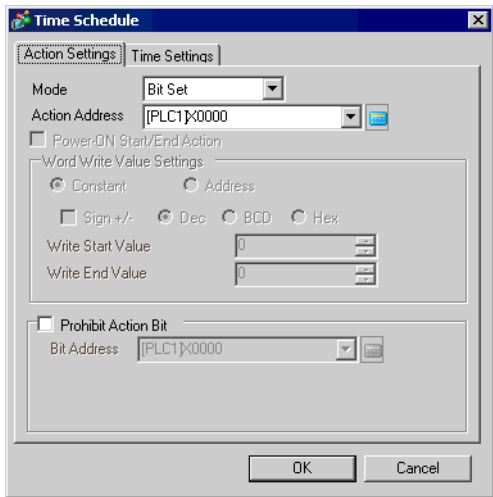 Time Schedule
Action Settings Time Settings
Mode Bit Set
Action Address [PLC1]X0000
Power-ON Start/End Action
Word Write Value Settings
Constant Address
Sign +/- Dec BCD Hex
Write Start Value 0
Write End Value 0
Prohibit Action Bit
Bit Address [PLC1]X0000
OK Cancel